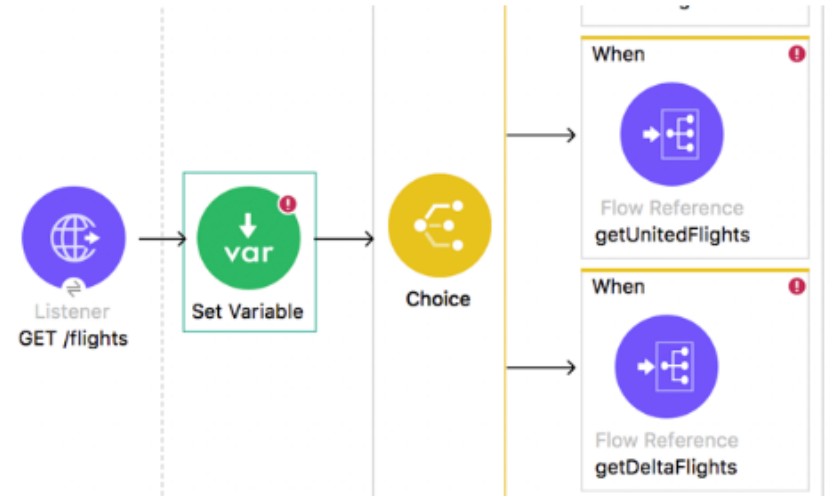 Listener
GET /flights
var
Set Variable
Choice
When
Flow Reference
getUnitedFlights
When
Flow Reference
getDeltaFlights